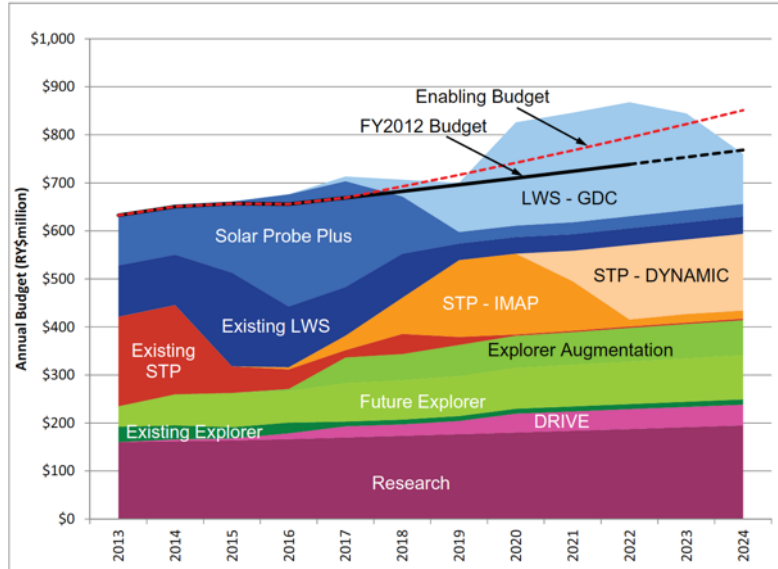 $1,000
$900
$800
$700
$600
$500
$400
$300
$200
$100
$0
Annual Budget (RY$million)
Enabling Budget
FY2012 Budget
LWS - GDC
Solar Probe Plus
STP - DYNAMIC
STP - IMAP
Existing LWS
Existing
STP
Explorer Augmentation
Future Explorer
Existing Explorer
DRIVE
Research
2013
2014
2015
2016
2017
2018
2019
2020
2021
2022
2023
2024